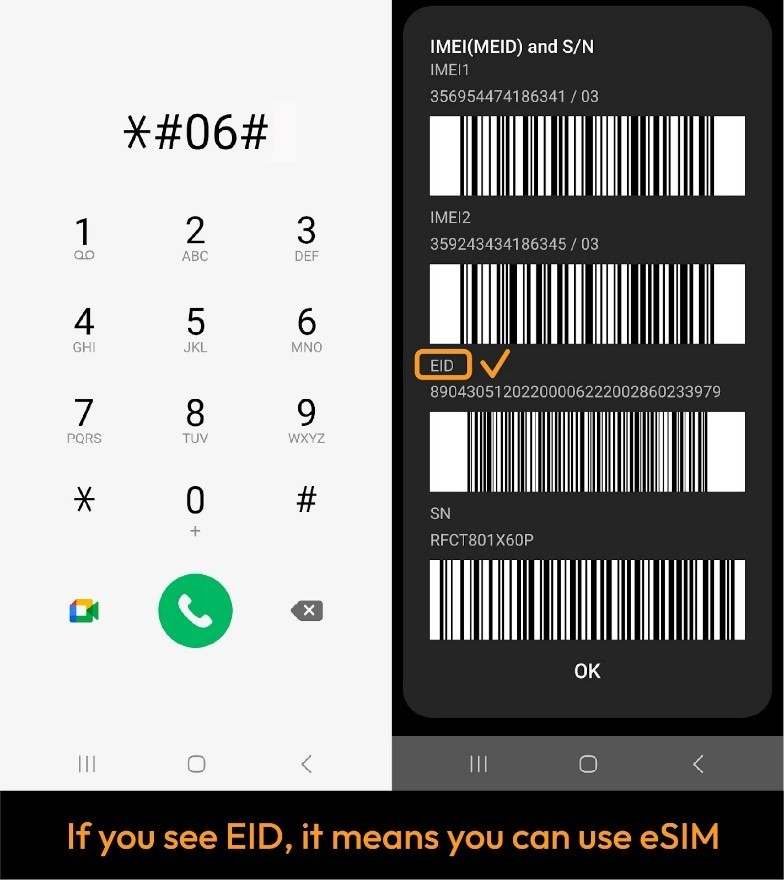 *#06#
1 2 3
ABC DEF
4 5 6
GHI JKL MNO
7 8 9
PQRS TUV WXYZ
* 0 #
+
IMEI(MEID) and S/N
IMEI1
356954474186341 / 03
IMEI2
359243434186345 / 03
EID
89043051202200006222002860233979
SN
RFCT801X60P
OK
If you see EID, it means you can use eSIM